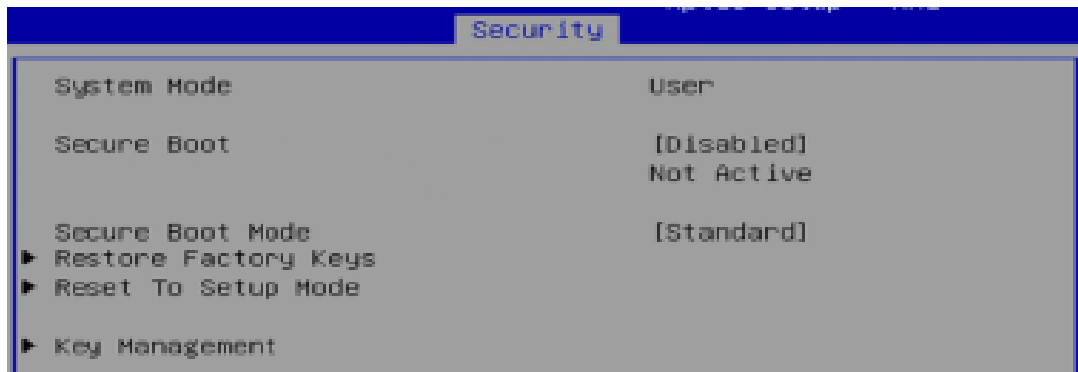 Security
System Mode User
Secure Boot [Disabled]
Not Active
Secure Boot Mode [Standard]
Restore Factory Keys
Reset To Setup Mode
Key Management